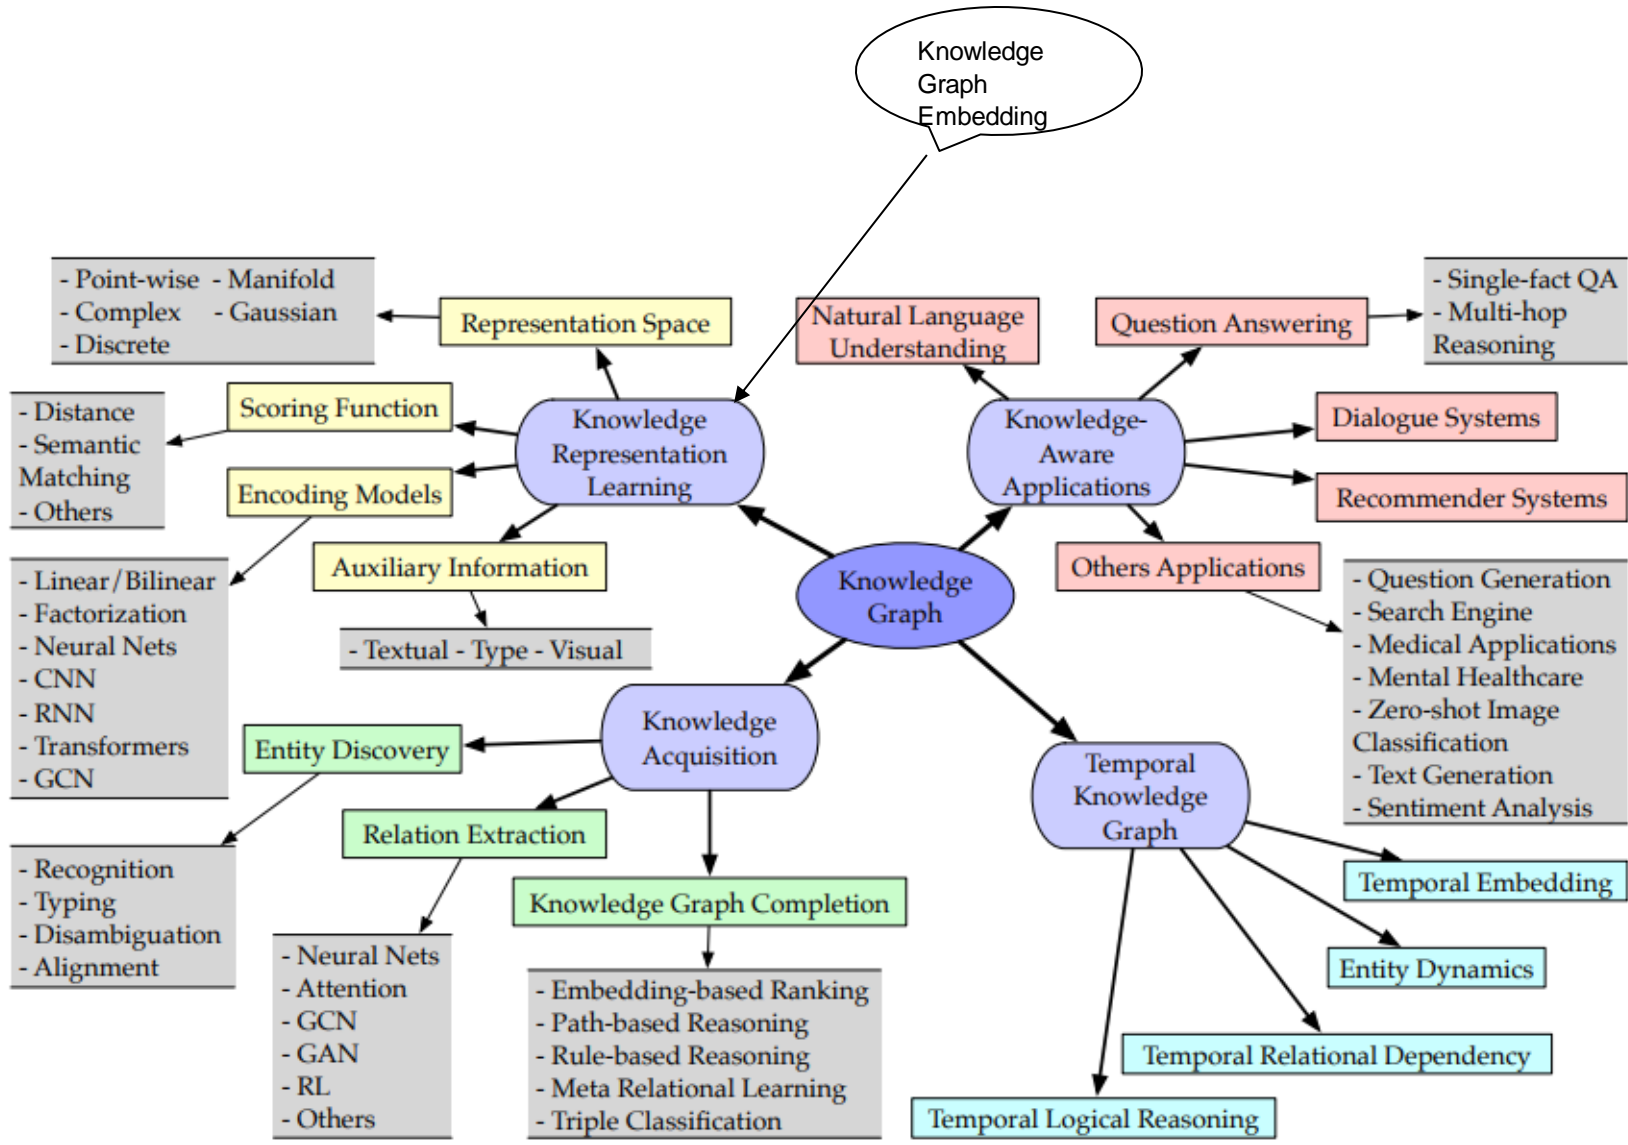 Knowledge
Graph
Embedding
- Point-wise - Manifold
- Complex - Gaussian
- Discrete
Representation Space
Natural Language
Understanding
Question Answering
- Single-fact QA
- Multi-hop
Reasoning
- Distance
- Semantic
Matching
- Others
Scoring Function
Encoding Models
Knowledge
Representation
Learning
Knowledge-
Aware
Applications
Dialogue Systems
Recommender Systems
Auxiliary Information
Knowledge
Graph
Others Applications
- Linear/Bilinear
- Factorization
- Neural Nets
- CNN
- RNN
- Transformers
- GCN
- Textual - Type - Visual
- Question Generation
- Search Engine
- Medical Applications
- Mental Healthcare
- Zero-shot Image
Classification
- Text Generation
- Sentiment Analysis
Entity Discovery
Knowledge
Acquisition
Temporal
Knowledge
Graph
Relation Extraction
- Recognition
- Typing
- Disambiguation
- Alignment
Knowledge Graph Completion
Temporal Embedding
- Neural Nets
- Attention
- GCN
- GAN
- RL
- Others
- Embedding-based Ranking
- Path-based Reasoning
- Rule-based Reasoning
- Meta Relational Learning
- Triple Classification
Entity Dynamics
Temporal Relational Dependency
Temporal Logical Reasoning